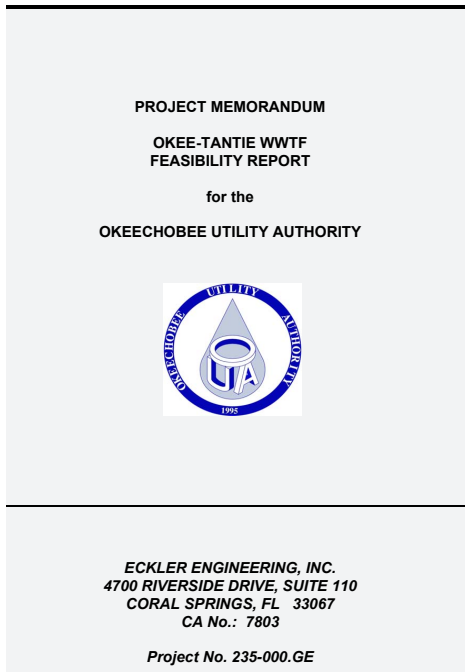 PROJECT MEMORANDUM
OKEE-TANTIE WWTF
FEASIBILITY REPORT
for the
OKEECHOBEE UTILITY AUTHORITY
OKEECHOBEE UTILITY AUTHORITY
OUA
1995
ECKLER ENGINEERING, INC.
4700 RIVERSIDE DRIVE, SUITE 110
CORAL SPRINGS, FL 33067
CA No.: 7803
Project No. 235-000.GE